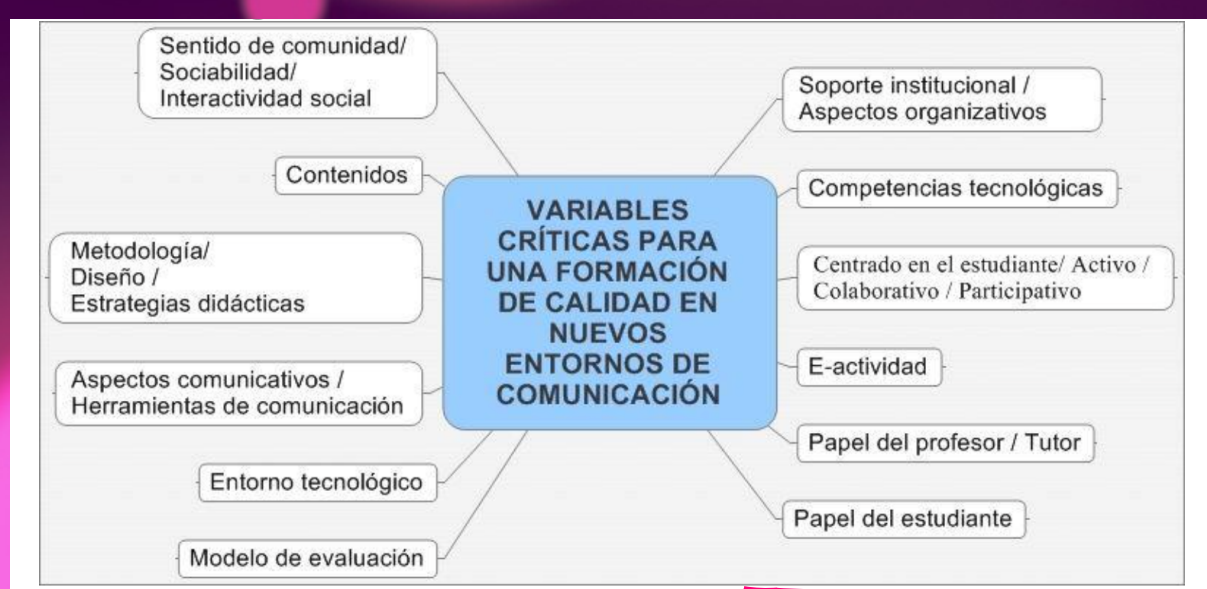 Sentido de comunidad/
Sociabilidad/
Interactividad social
Contenidos
Metodología/
Diseño /
Estrategias didácticas
Aspectos comunicativos /
Herramientas de comunicación
Entorno tecnológico
Modelo de evaluación
VARIABLES
CRÍTICAS PARA
UNA FORMACIÓN
DE CALIDAD EN
NUEVOS
ENTORNOS DE
COMUNICACIÓN
Soporte institucional /
Aspectos organizativos
Competencias tecnológicas
Centrado en el estudiante/ Activo /
Colaborativo / Participativo
E-actividad
Papel del profesor / Tutor
Papel del estudiante